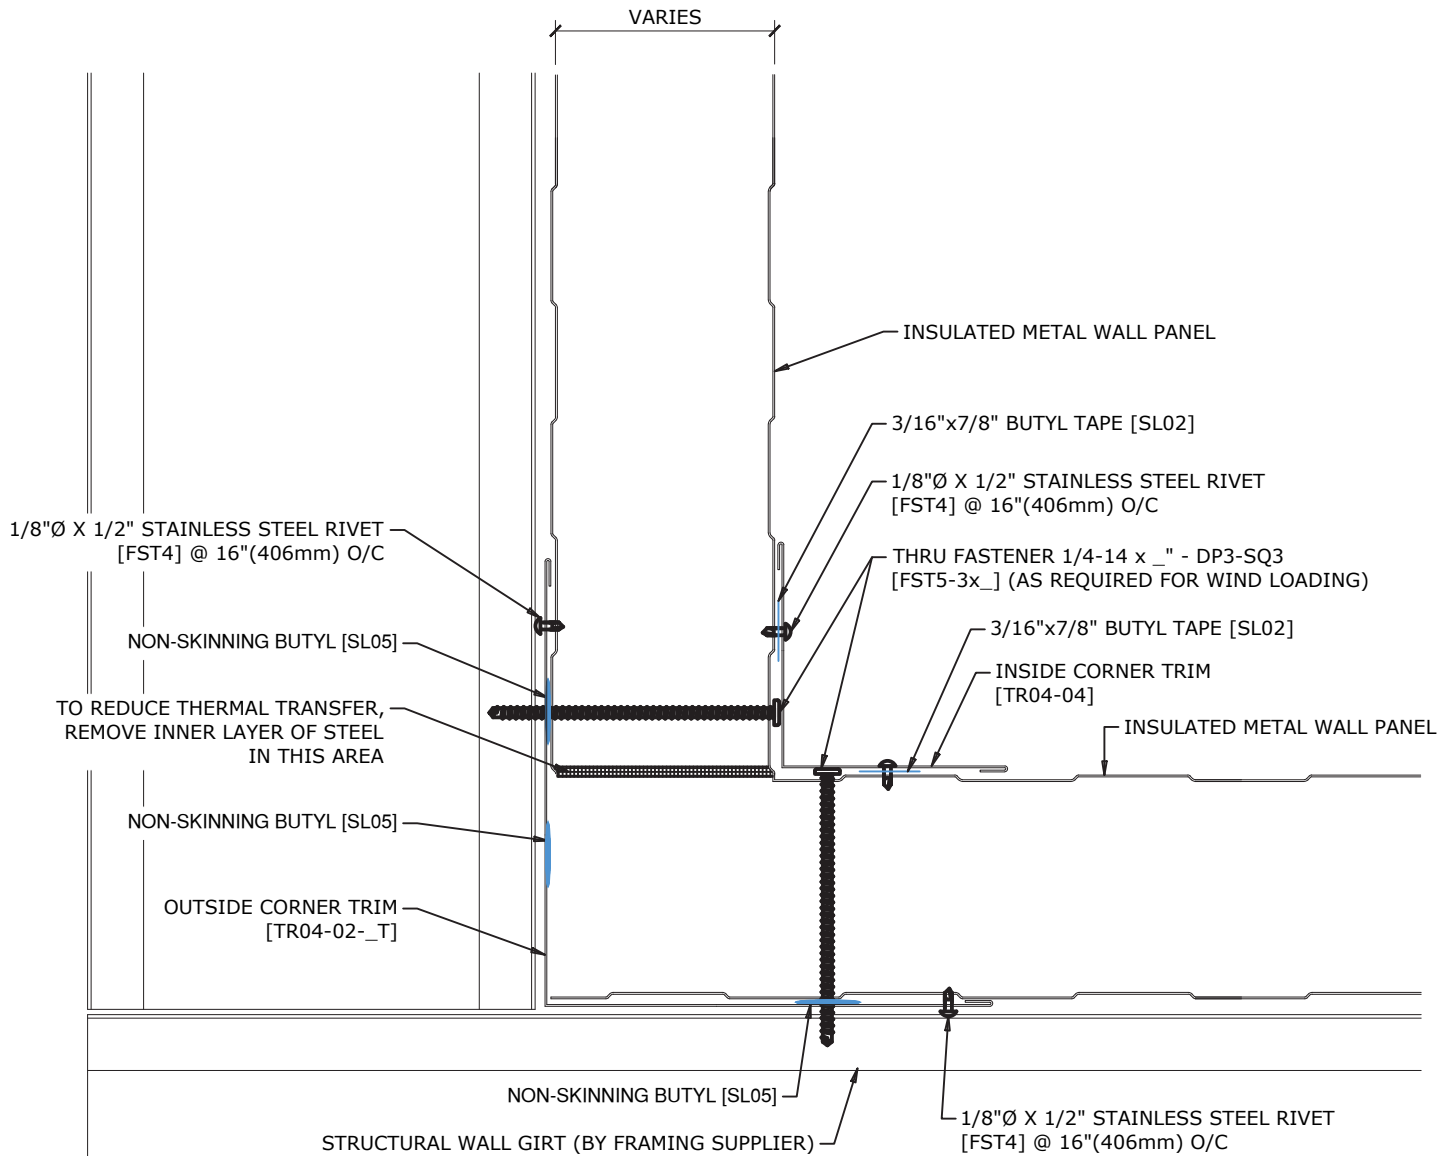 VARIES
INSULATED METAL WALL PANEL
3/16"x7/8" BUTYL TAPE [SL02]
1/8"Ø X 1/2" STAINLESS STEEL RIVET
[FST4] @ 16"(406mm) O/C
1/8"Ø X 1/2" STAINLESS STEEL RIVET
[FST4] @ 16"(406mm) O/C
THRU FASTENER 1/4-14 x _" - DP3-SQ3
[FST5-3x_] (AS REQUIRED FOR WIND LOADING)
NON-SKINNING BUTYL [SL05]
3/16"x7/8" BUTYL TAPE [SL02]
INSIDE CORNER TRIM
[TR04-04]
TO REDUCE THERMAL TRANSFER,
REMOVE INNER LAYER OF STEEL
IN THIS AREA
INSULATED METAL WALL PANEL
NON-SKINNING BUTYL [SL05]
OUTSIDE CORNER TRIM
[TR04-02-_T]
NON-SKINNING BUTYL [SL05]
1/8"Ø X 1/2" STAINLESS STEEL RIVET
[FST4] @ 16"(406mm) O/C
STRUCTURAL WALL GIRT (BY FRAMING SUPPLIER)